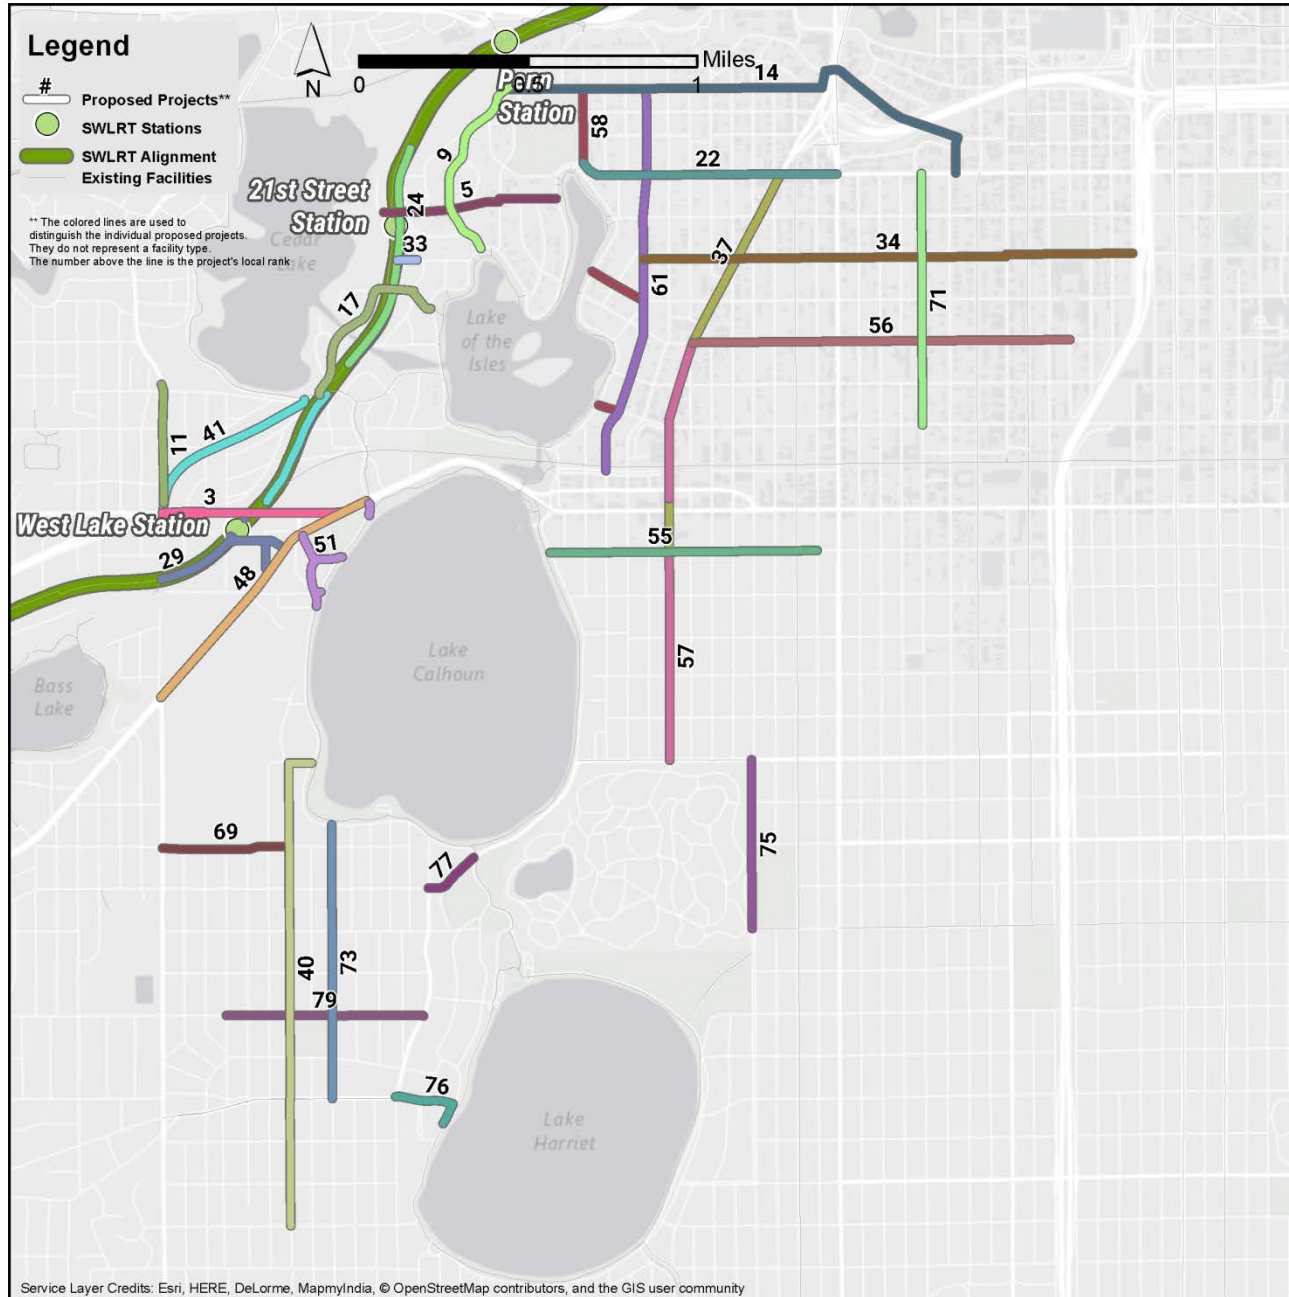 Legend
#
Proposed Projects**
SWLRT Stations
SWLRT Alignment
Existing Facilities
** The colored lines are used to
distinguish the individual proposed projects.
They do not represent a facility type.
The number above the line is the project's local rank
N
0
0.5
1
Miles
Penn
Station
14
58
22
9
5
24
21st Street
Station
Cedar
Lake
33
34
37
61
71
17
56
Lake
of the
Isles
11
41
3
West Lake Station
29
48
51
55
57
Lake
Calhoun
Bass
Lake
69
77
75
40
73
79
76
Lake
Harriet
Service Layer Credits: Esri, HERE, DeLorme, MapmyIndia, © OpenStreetMap contributors, and the GIS user community